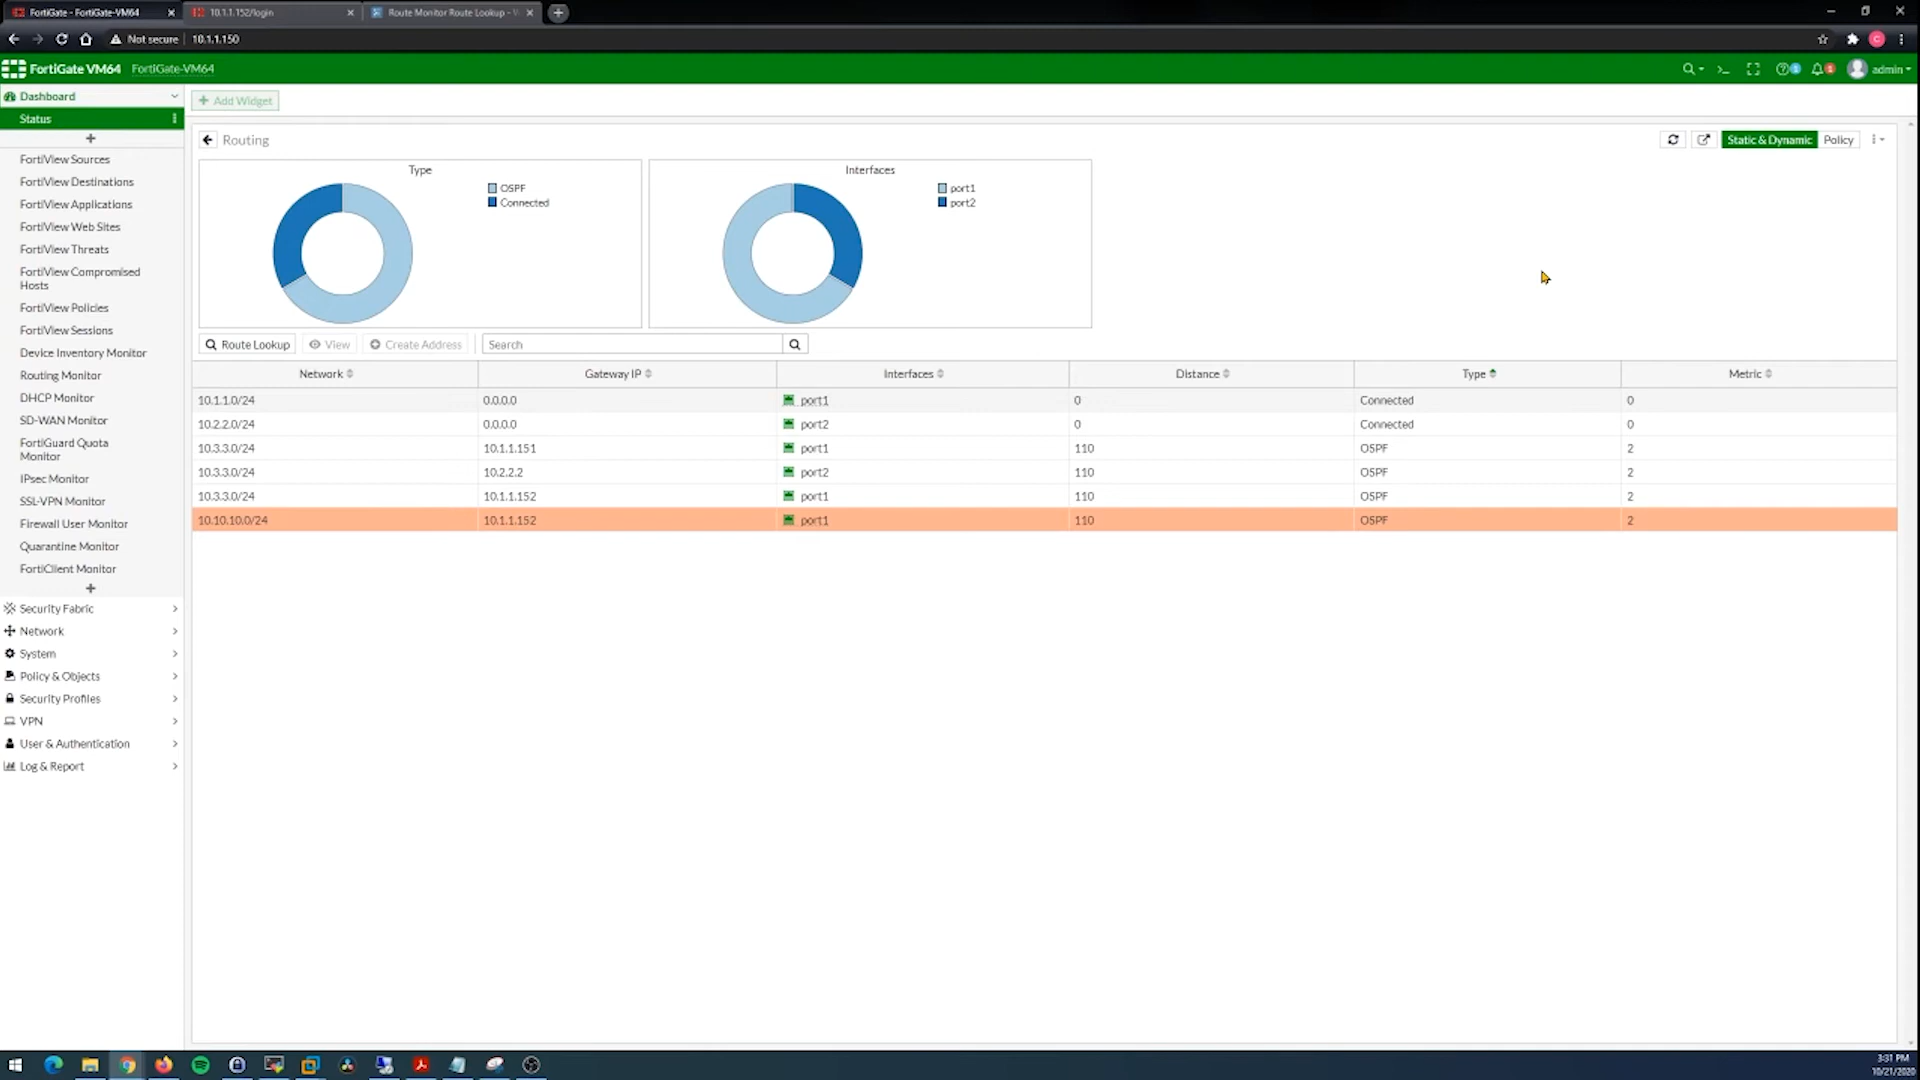 FortiGate - FortiGate-VM64
10.1.1.152/login
Route Monitor Route Lookup -
Not secure 10.1.1.150
FortiGate VM64 FortiGate-VM64
admin
Dashboard
Status
FortiView Sources
FortiView Destinations
FortiView Applications
FortiView Web Sites
FortiView Threats
FortiView Compromised
Hosts
FortiView Policies
FortiView Sessions
Device Inventory Monitor
Routing Monitor
DHCP Monitor
SD-WAN Monitor
FortiGuard Quota
Monitor
IPsec Monitor
SSL-VPN Monitor
Firewall User Monitor
Quarantine Monitor
FortiClient Monitor
Security Fabric
Network
System
Policy & Objects
Security Profiles
VPN
User & Authentication
Log & Report
+ Add Widget
Routing
Static & Dynamic Policy
Type
OSPF
Connected
Interfaces
port1
port2
Route Lookup View Create Address Search
Network Gateway IP Interfaces Distance Type Metric
10.1.1.0/24 0.0.0.0 port1 0 Connected 0
10.2.2.0/24 0.0.0.0 port2 0 Connected 0
10.3.3.0/24 10.1.1.151 port1 110 OSPF 2
10.3.3.0/24 10.2.2.2 port2 110 OSPF 2
10.3.3.0/24 10.1.1.152 port1 110 OSPF 2
10.10.10.0/24 10.1.1.152 port1 110 OSPF 2
3:31 PM
10/21/2020